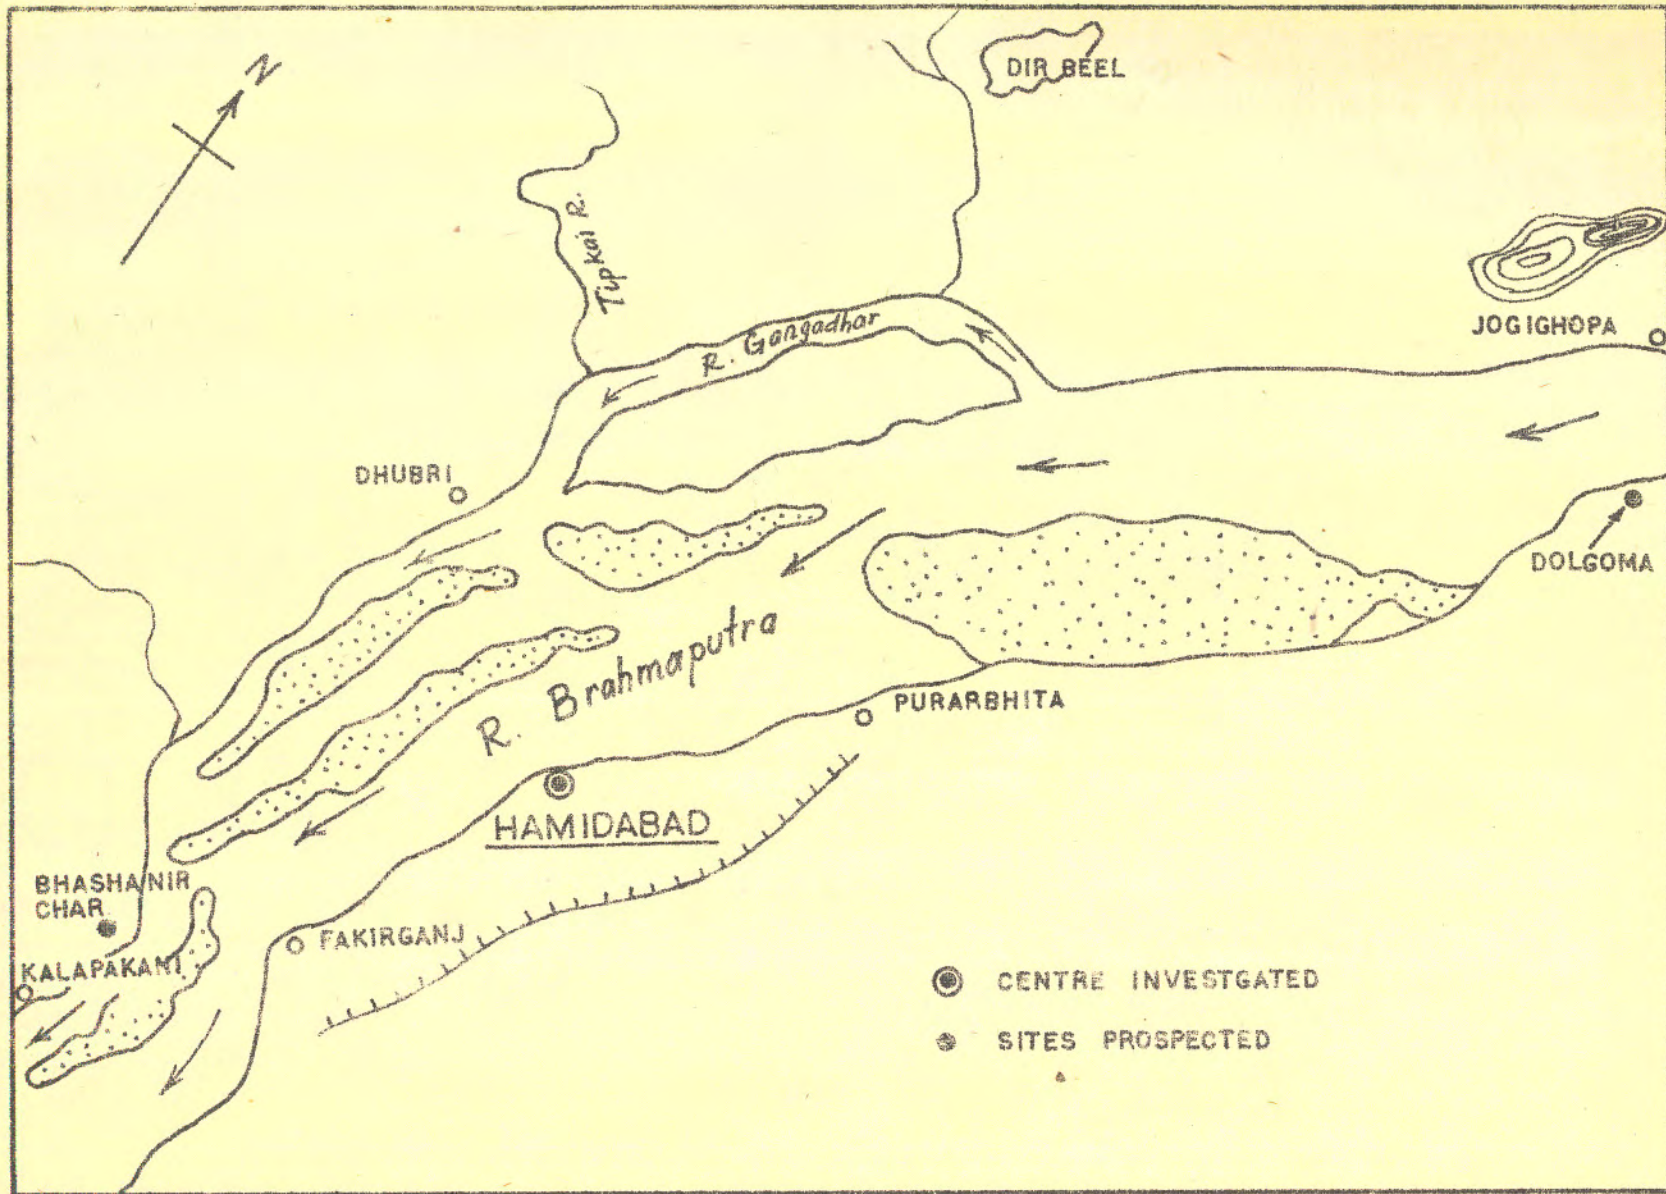 N
DIR BEEL
Tipkai R.
R. Gangadhar
JOGIGHOPA
DHUBRI
DOLGOMA
R. Brahmaputra
PURARBHITA
HAMIDABAD
BHASHANIR
CHAR
FAKIRGANJ
KALAPAKANI
CENTRE INVESTGATED
SITES PROSPECTED